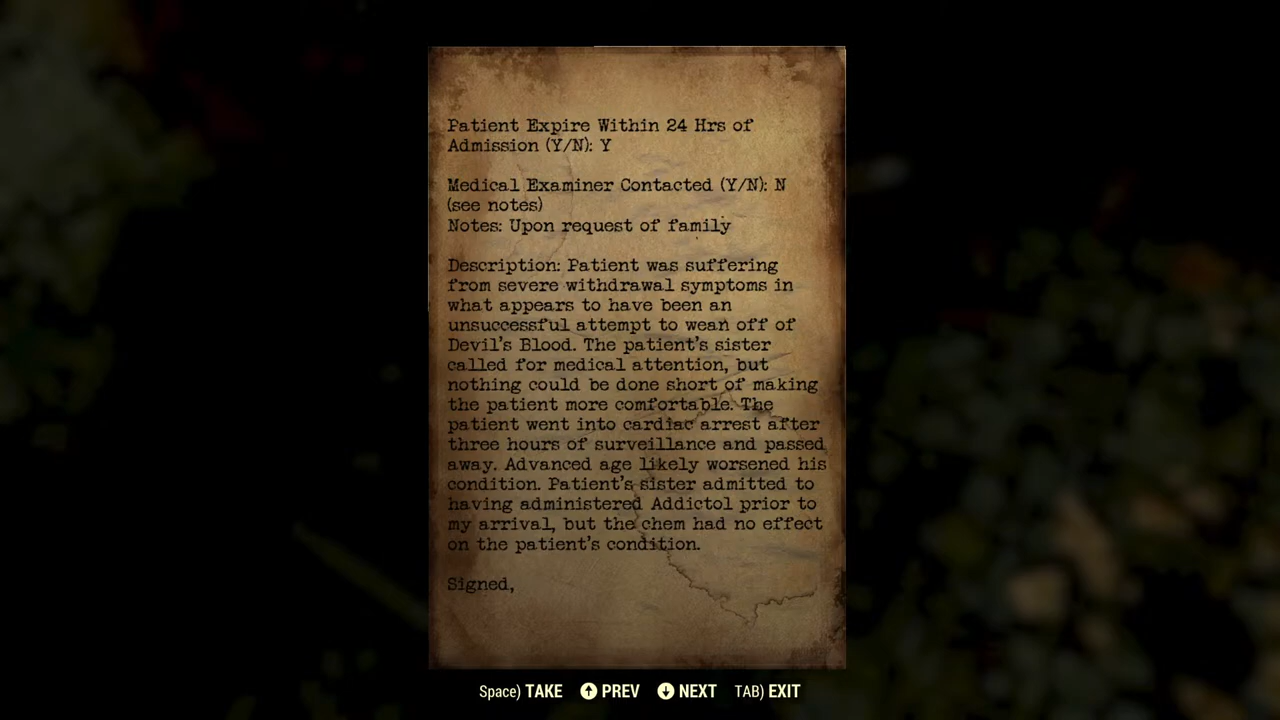 Patient Expire Within 24 Hrs of
Admission (Y/N): Y
Medical Examiner Contacted (Y/N): N
(see notes)
Notes: Upon request of family
Description: Patient was suffering
from severe withdrawal symptoms in
what appears to have been an
unsuccessful attempt to wean off of
Devil's Blood. The patient's sister
called for medical attention, but
nothing could be done short of making
the patient more comfortable. The
patient went into cardiac arrest after
three hours of surveillance and passed
away. Advanced age likely worsened his
condition. Patient's sister admitted to
having administered Addictol prior to
my arrival, but the chem had no effect
on the patient's condition.
Signed,
Space) TAKE PREV NEXT TAB) EXIT